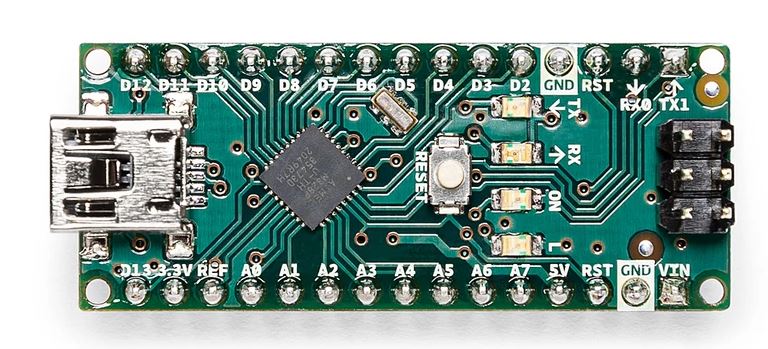 D12 D11 D10 D9 D8 D7 D6 D5 D4 D3 D2 GND RST RX0 TX1
TX
RX
RESET
ON
L
D13 3.3V REF A0 A1 A2 A3 A4 A5 A6 A7 5V RST GND VIN